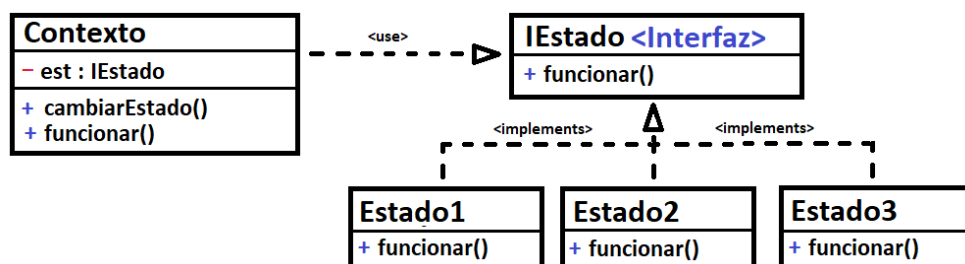 Contexto
− est : IEstado
+ cambiarEstado()
+ funcionar()
<use>
IEstado <Interfaz>
+ funcionar()
<implements>
<implements>
Estado1
+ funcionar()
Estado2
+ funcionar()
Estado3
+ funcionar()